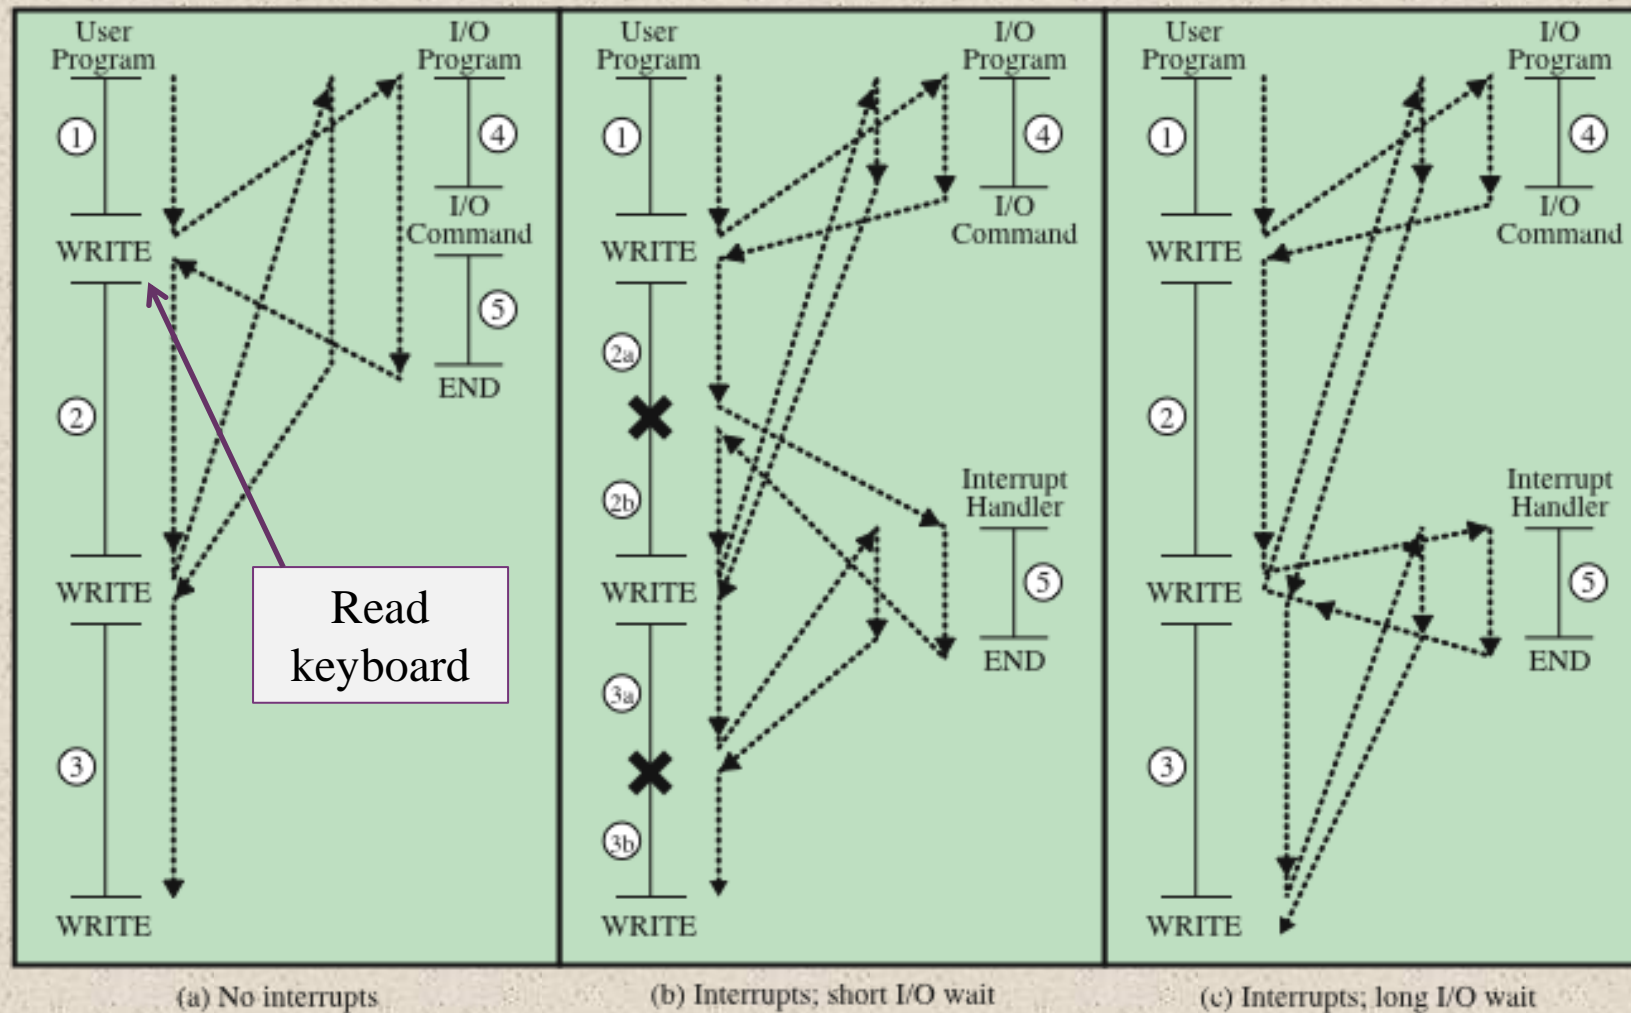 User
Program
I/O
Program
①
④
WRITE
I/O
Command
⑤
②
END
WRITE
Read
keyboard
③
WRITE
(a) No interrupts
User
Program
I/O
Program
①
④
WRITE
I/O
Command
2a
2b
Interrupt
Handler
WRITE
⑤
END
3a
3b
WRITE
(b) Interrupts; short I/O wait
User
Program
I/O
Program
①
④
WRITE
I/O
Command
②
Interrupt
Handler
WRITE
⑤
END
③
WRITE
(c) Interrupts; long I/O wait